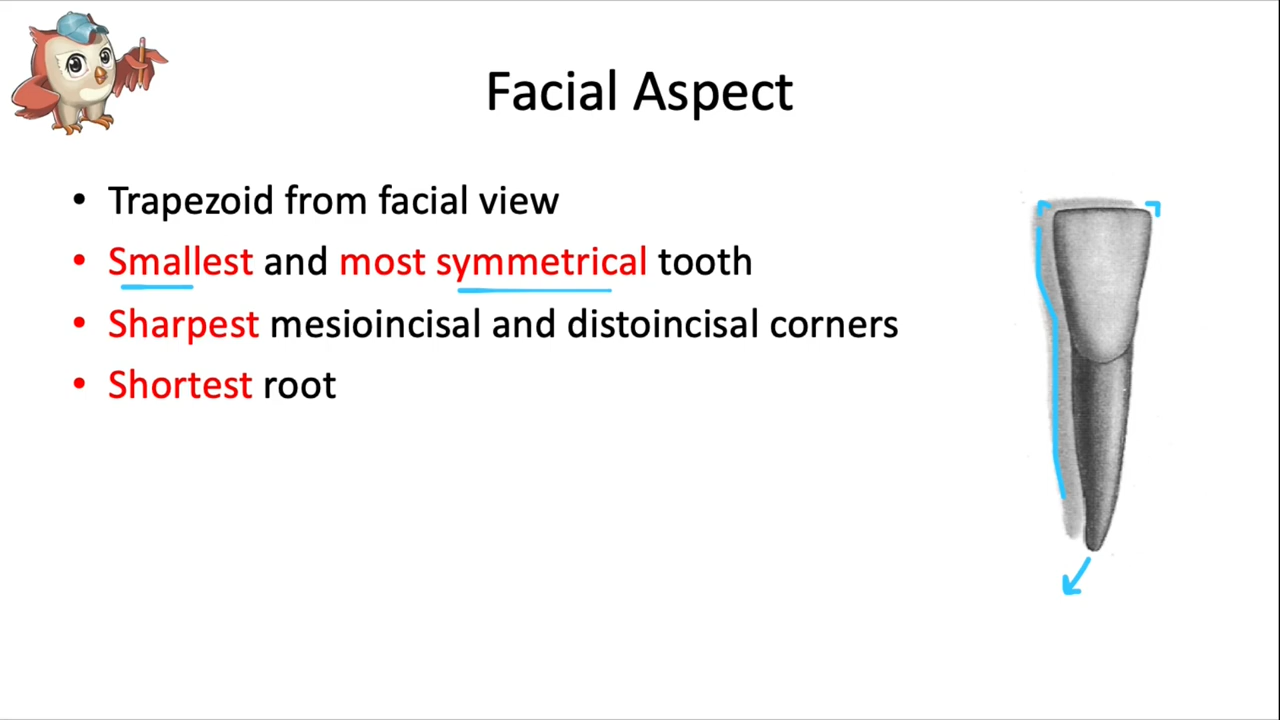 Facial Aspect
• Trapezoid from facial view
• Smallest and most symmetrical tooth
• Sharpest mesioincisal and distoincisal corners
• Shortest root